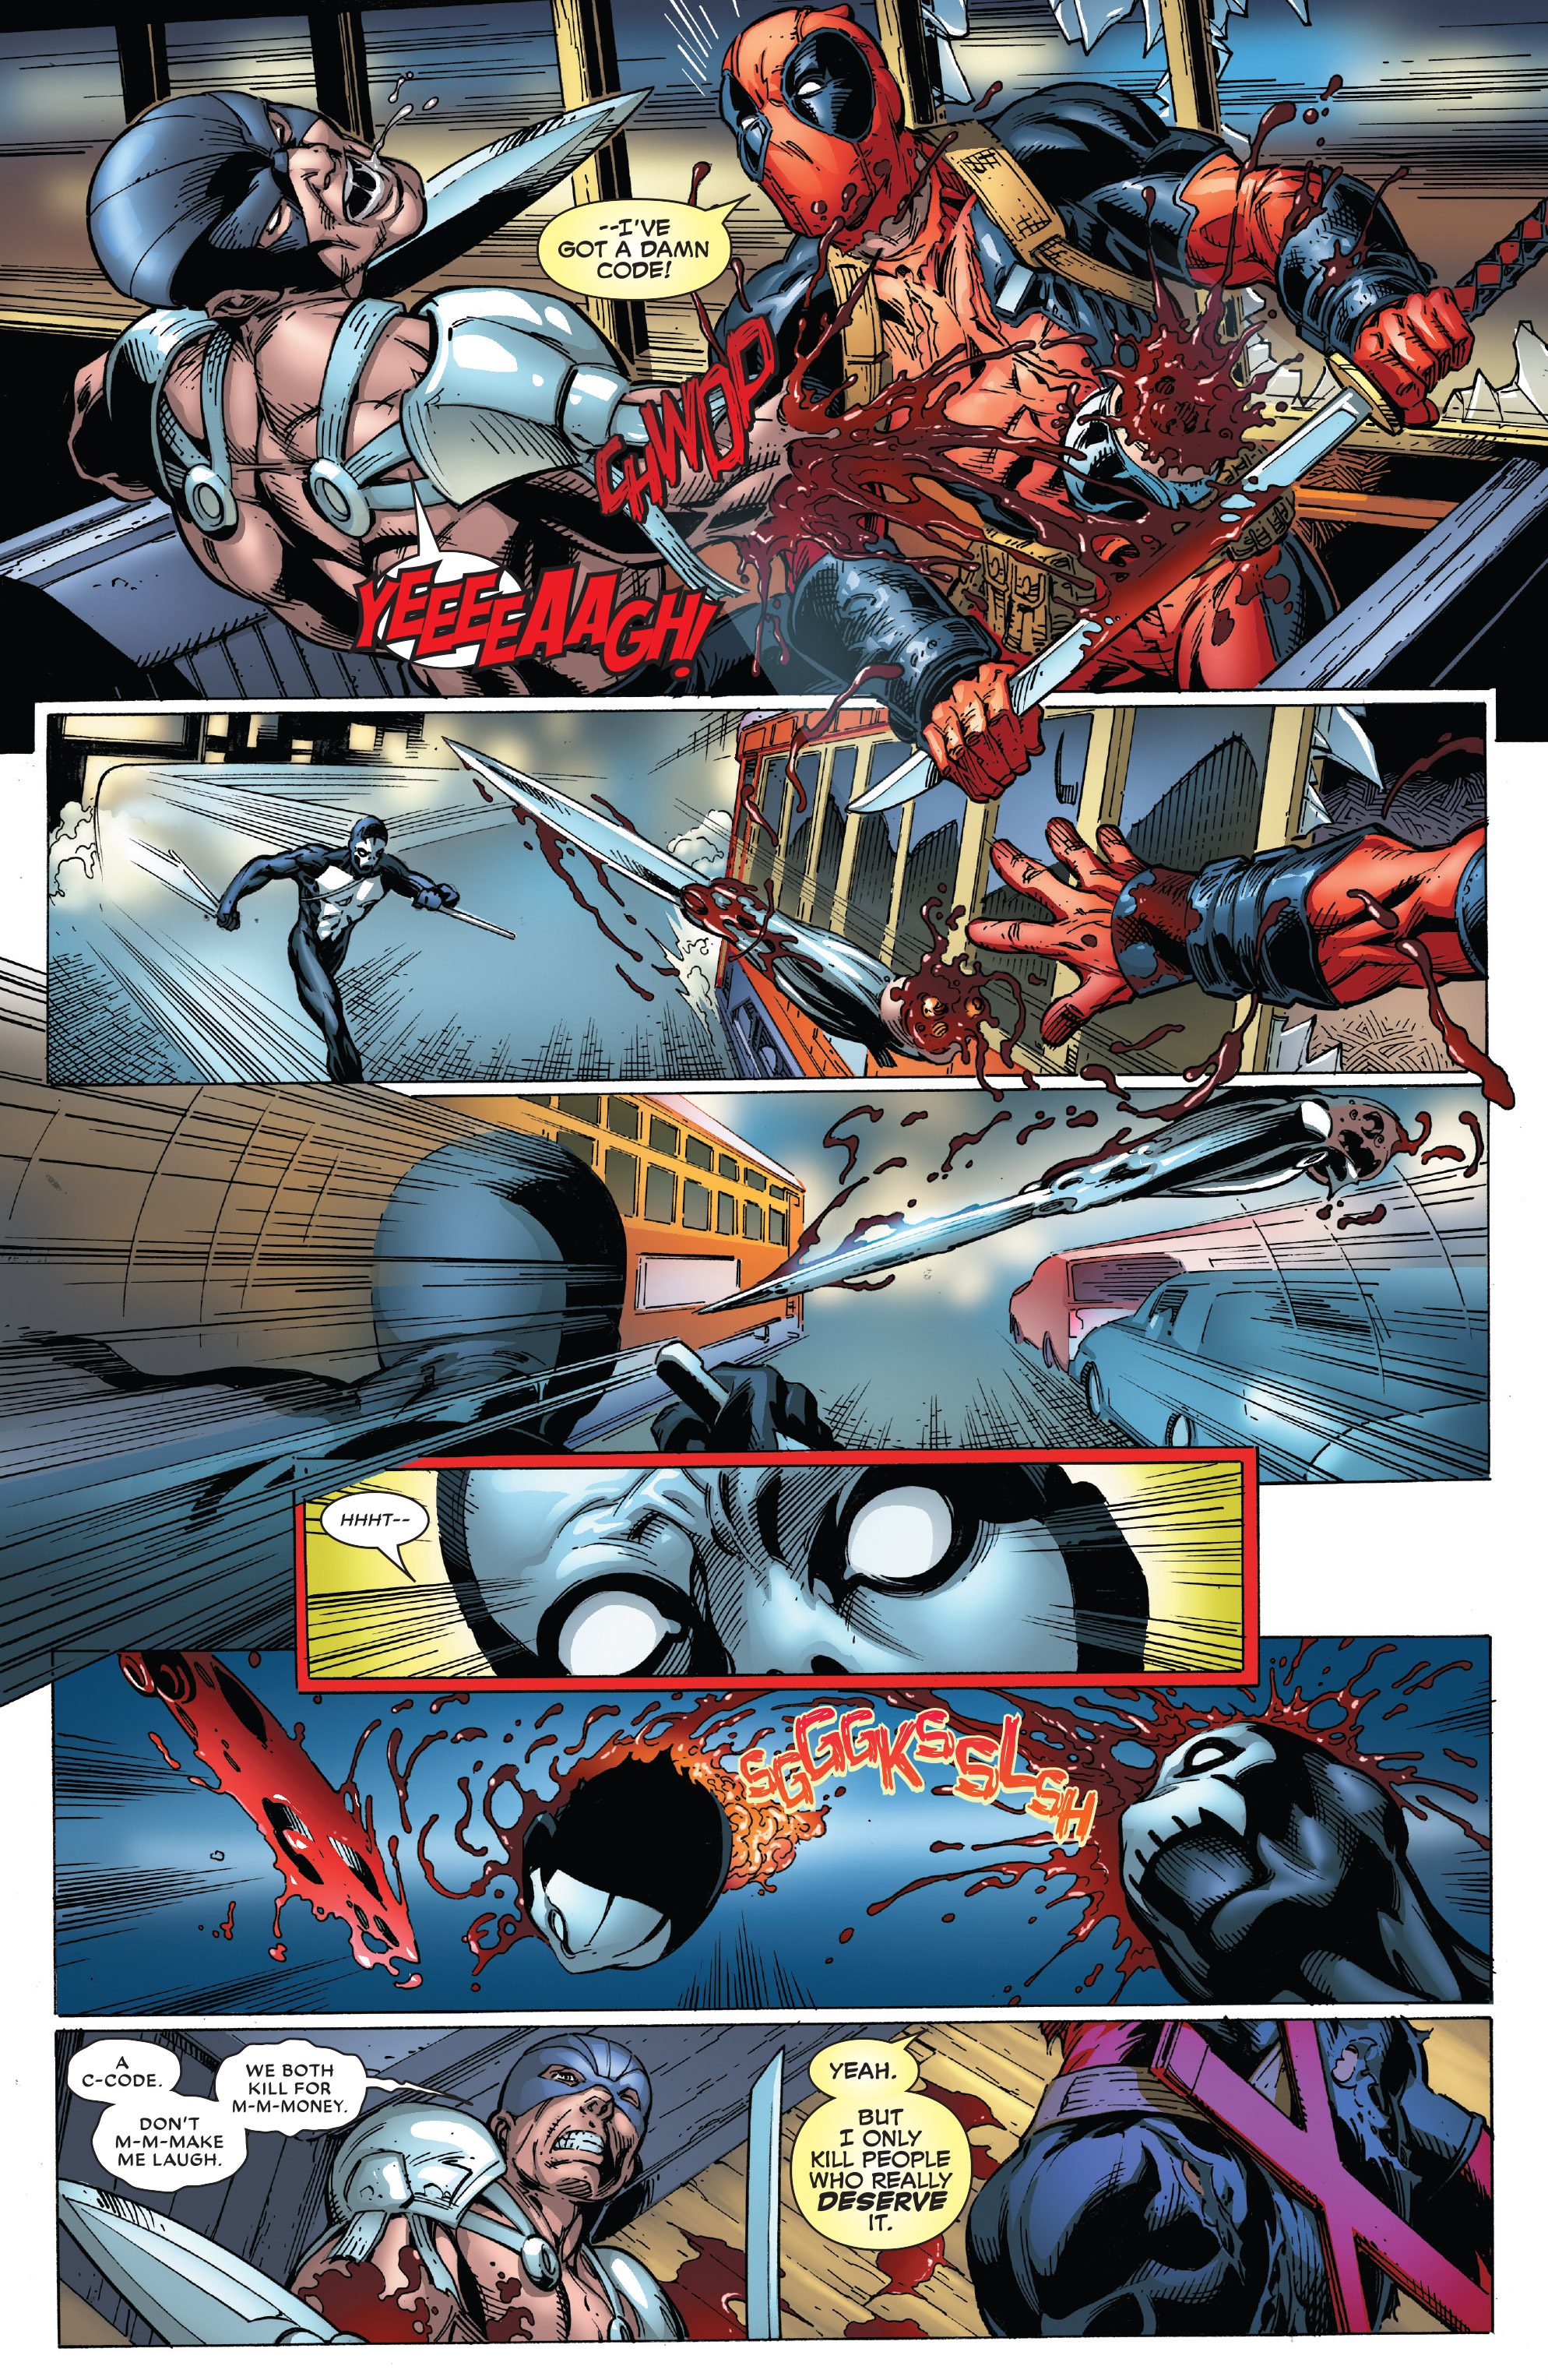 --I'VE
GOT A DAMN
CODE!
CHWOP
YEEEEAAGH!
HHHT--
SGGGGKSSLSH
A
C-CODE.
DON'T
M-M-MAKE
ME LAUGH.
WE BOTH
KILL FOR
M-M-MONEY.
YEAH.
BUT
I ONLY
KILL PEOPLE
WHO REALLY
DESERVE
IT.